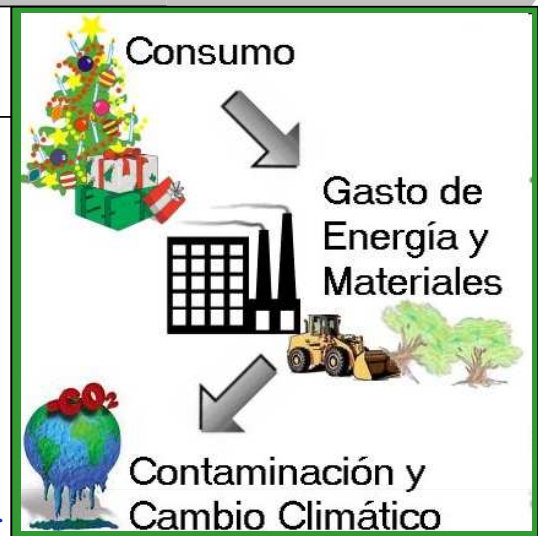 Consumo
Gasto de
Energía y
Materiales
CO2
Contaminación y
Cambio Climático